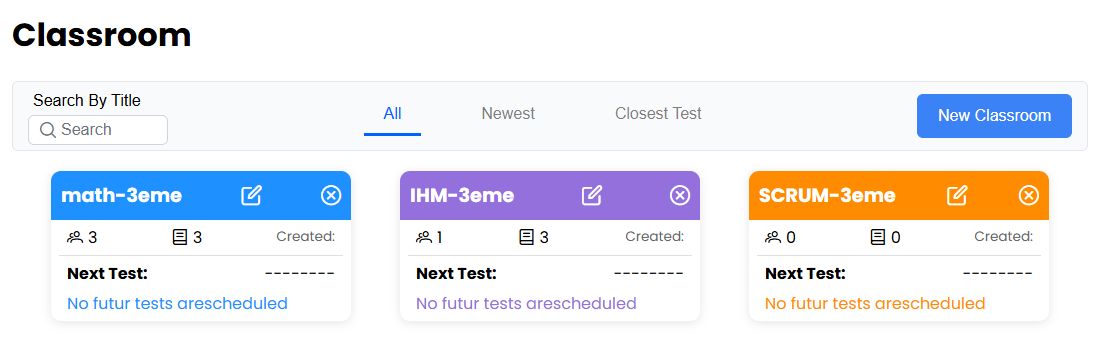 Classroom
Search By Title
Search
All Newest Closest Test
New Classroom
math-3eme
3 3 Created:
Next Test: --------
No futur tests arescheduled
IHM-3eme
1 3 Created:
Next Test: --------
No futur tests arescheduled
SCRUM-3eme
0 0 Created:
Next Test: --------
No futur tests arescheduled